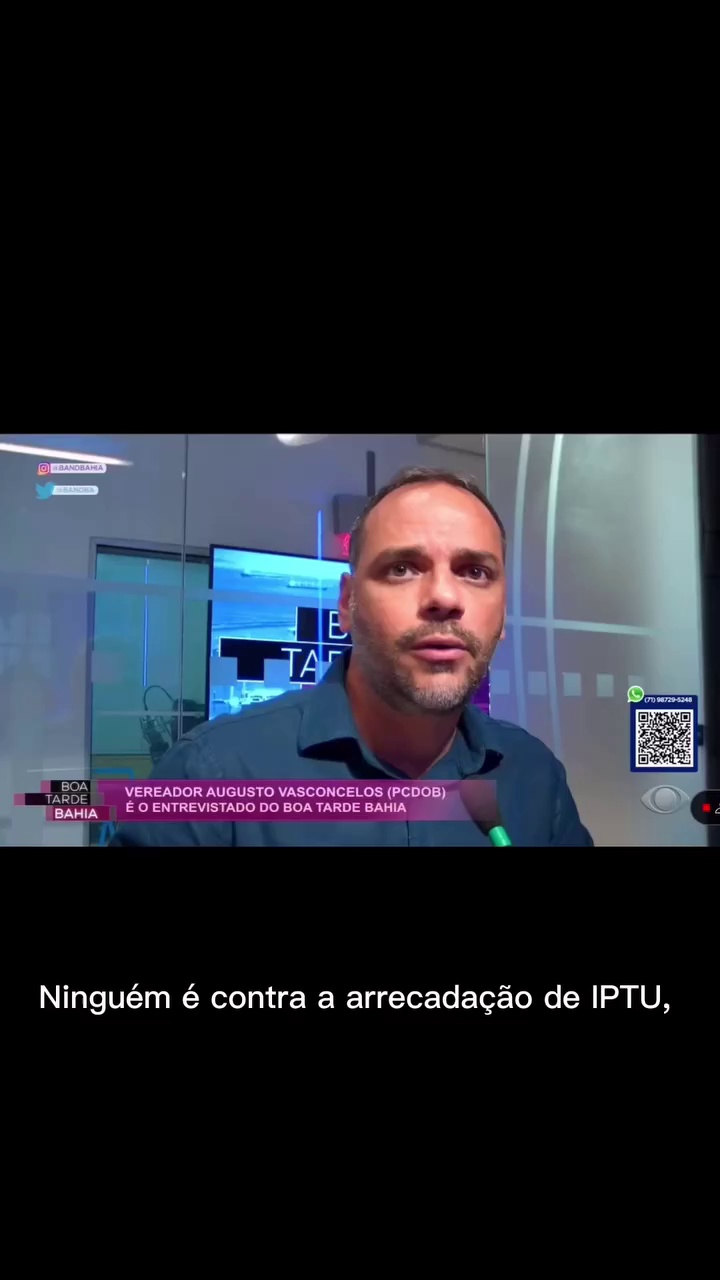 @BANDBAHIA
@BANDBA
B
TAR
(71) 98729-5248
BOA
TARDE
BAHIA
VEREADOR AUGUSTO VASCONCELOS (PCDOB)
É O ENTREVISTADO DO BOA TARDE BAHIA
Ninguém é contra a arrecadação de IPTU,